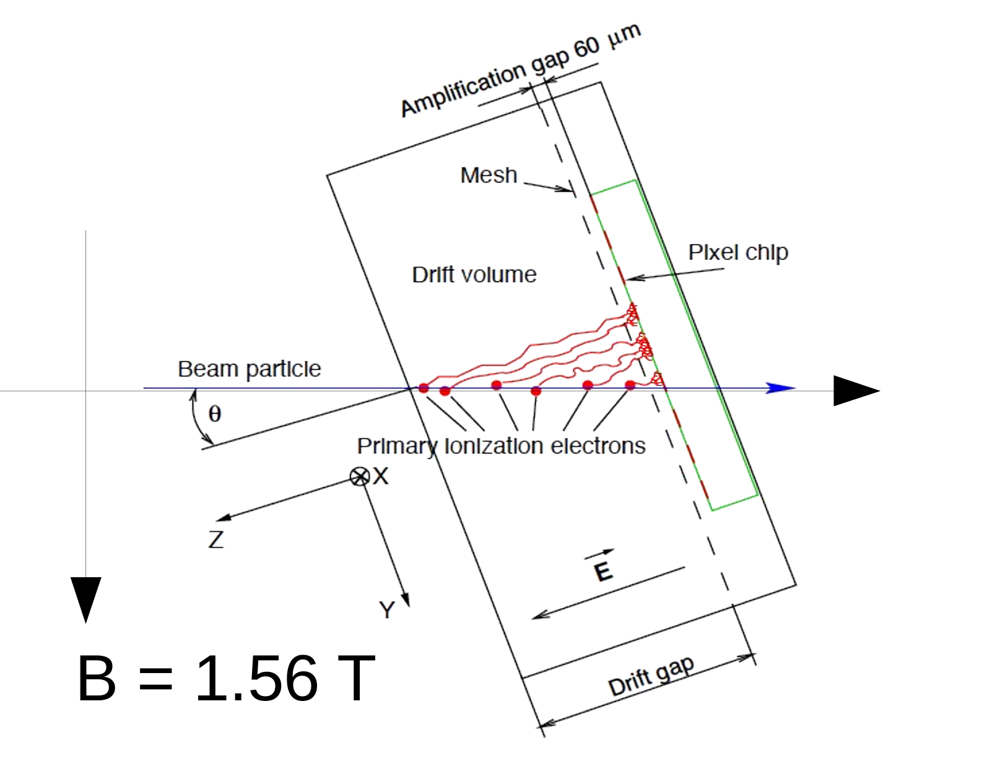 Amplification gap 60 μm
Mesh
Pixel chip
Drift volume
Beam particle
θ
Primary ionization electrons
X
Z
E
Y
B = 1.56 T
Drift gap